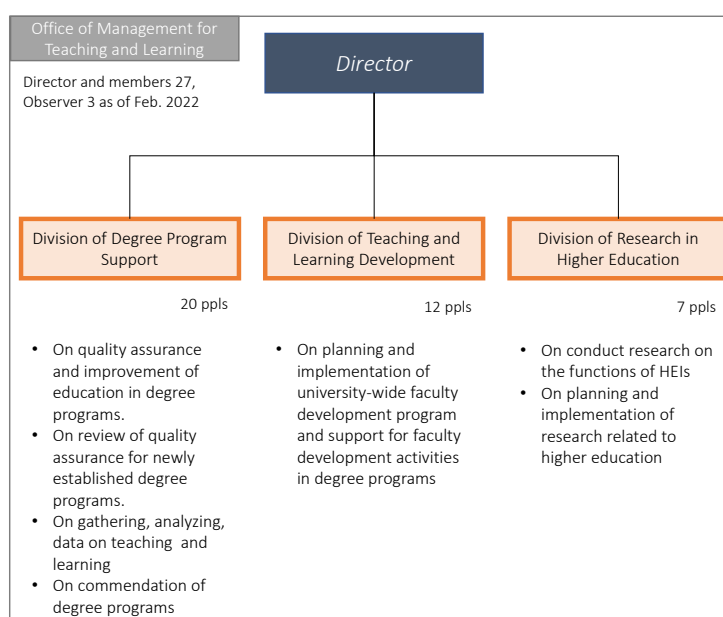 Office of Management for
Teaching and Learning
Director and members 27,
Observer 3 as of Feb. 2022
Director
Division of Degree Program
Support
20 ppls
• On quality assurance
and improvement of
education in degree
programs.
• On review of quality
assurance for newly
established degree
programs.
• On gathering, analyzing,
data on teaching and
learning
• On commendation of
degree programs
Division of Teaching and
Learning Development
12 ppls
• On planning and
implementation of
university-wide faculty
development program
and support for faculty
development activities
in degree programs
Division of Research in
Higher Education
7 ppls
• On conduct research on
the functions of HEIs
• On planning and
implementation of
research related to
higher education